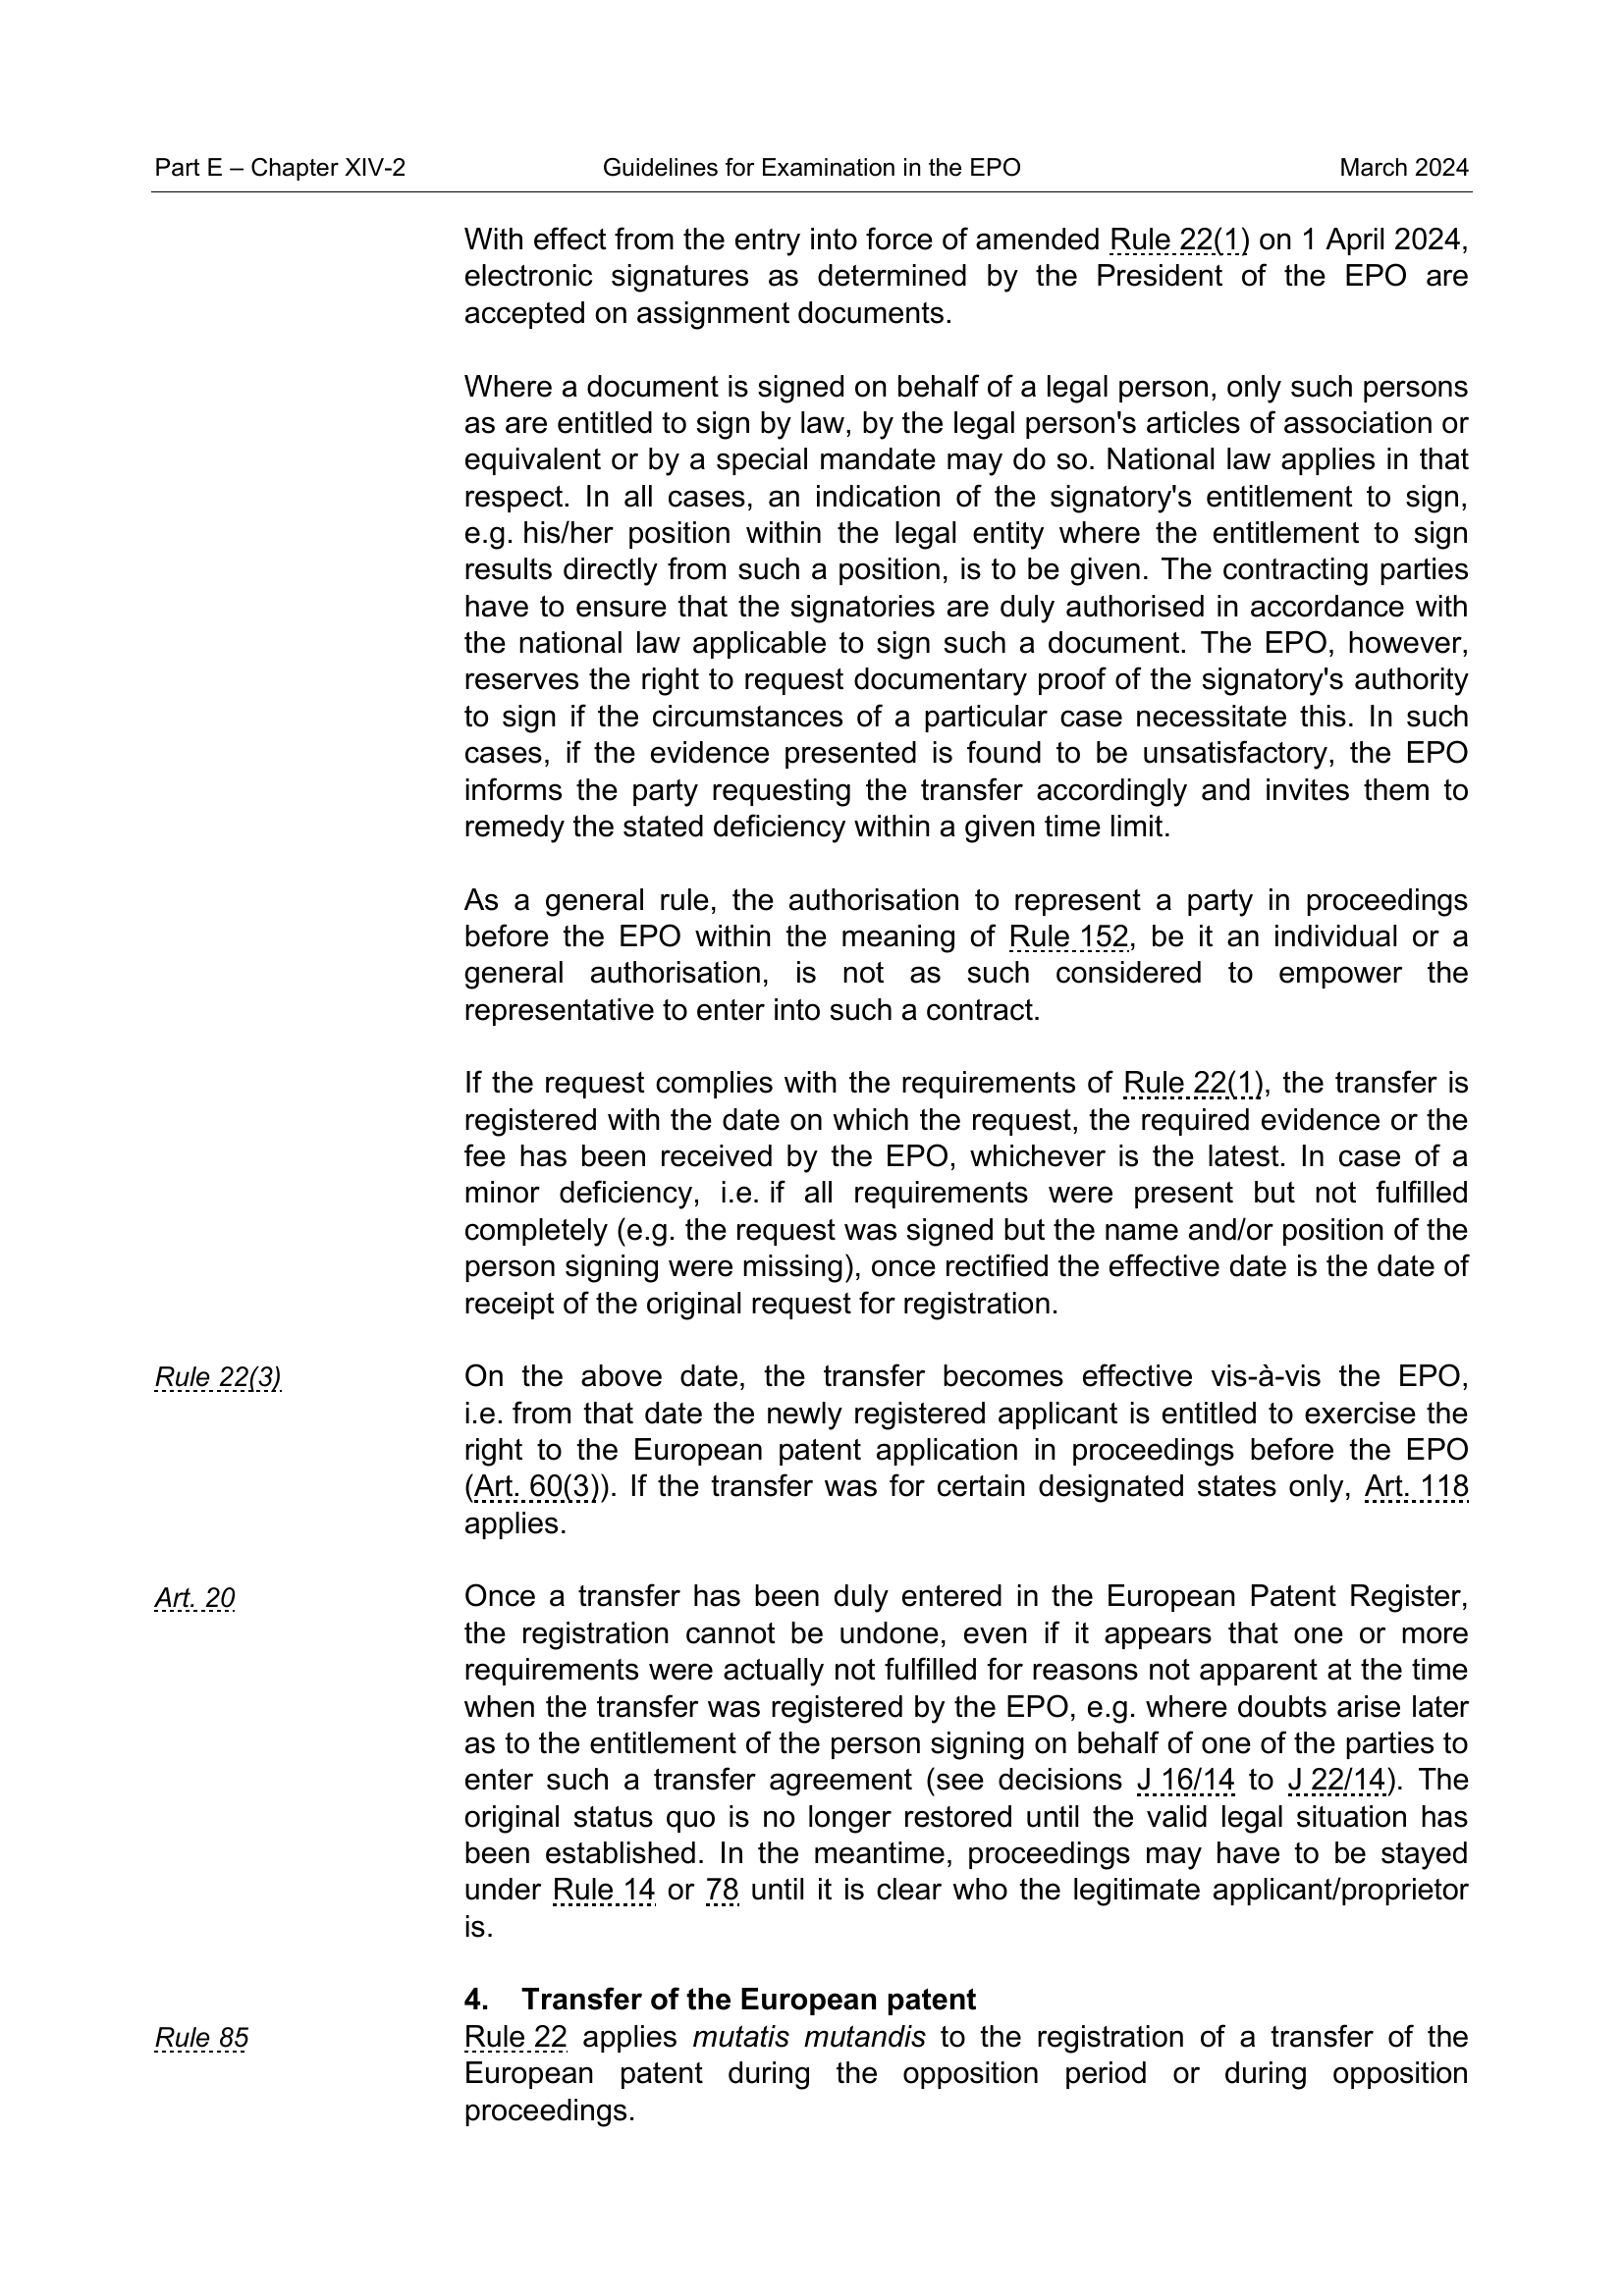 Part E – Chapter XIV-2 Guidelines for Examination in the EPO March 2024
With effect from the entry into force of amended Rule 22(1) on 1 April 2024,
electronic signatures as determined by the President of the EPO are
accepted on assignment documents.
Where a document is signed on behalf of a legal person, only such persons
as are entitled to sign by law, by the legal person's articles of association or
equivalent or by a special mandate may do so. National law applies in that
respect. In all cases, an indication of the signatory's entitlement to sign,
e.g. his/her position within the legal entity where the entitlement to sign
results directly from such a position, is to be given. The contracting parties
have to ensure that the signatories are duly authorised in accordance with
the national law applicable to sign such a document. The EPO, however,
reserves the right to request documentary proof of the signatory's authority
to sign if the circumstances of a particular case necessitate this. In such
cases, if the evidence presented is found to be unsatisfactory, the EPO
informs the party requesting the transfer accordingly and invites them to
remedy the stated deficiency within a given time limit.
As a general rule, the authorisation to represent a party in proceedings
before the EPO within the meaning of Rule 152, be it an individual or a
general authorisation, is not as such considered to empower the
representative to enter into such a contract.
If the request complies with the requirements of Rule 22(1), the transfer is
registered with the date on which the request, the required evidence or the
fee has been received by the EPO, whichever is the latest. In case of a
minor deficiency, i.e. if all requirements were present but not fulfilled
completely (e.g. the request was signed but the name and/or position of the
person signing were missing), once rectified the effective date is the date of
receipt of the original request for registration.
Rule 22(3) On the above date, the transfer becomes effective vis-à-vis the EPO,
i.e. from that date the newly registered applicant is entitled to exercise the
right to the European patent application in proceedings before the EPO
(Art. 60(3)). If the transfer was for certain designated states only, Art. 118
applies.
Art. 20 Once a transfer has been duly entered in the European Patent Register,
the registration cannot be undone, even if it appears that one or more
requirements were actually not fulfilled for reasons not apparent at the time
when the transfer was registered by the EPO, e.g. where doubts arise later
as to the entitlement of the person signing on behalf of one of the parties to
enter such a transfer agreement (see decisions J 16/14 to J 22/14). The
original status quo is no longer restored until the valid legal situation has
been established. In the meantime, proceedings may have to be stayed
under Rule 14 or 78 until it is clear who the legitimate applicant/proprietor
is.
4. Transfer of the European patent
Rule 85 Rule 22 applies mutatis mutandis to the registration of a transfer of the
European patent during the opposition period or during opposition
proceedings.